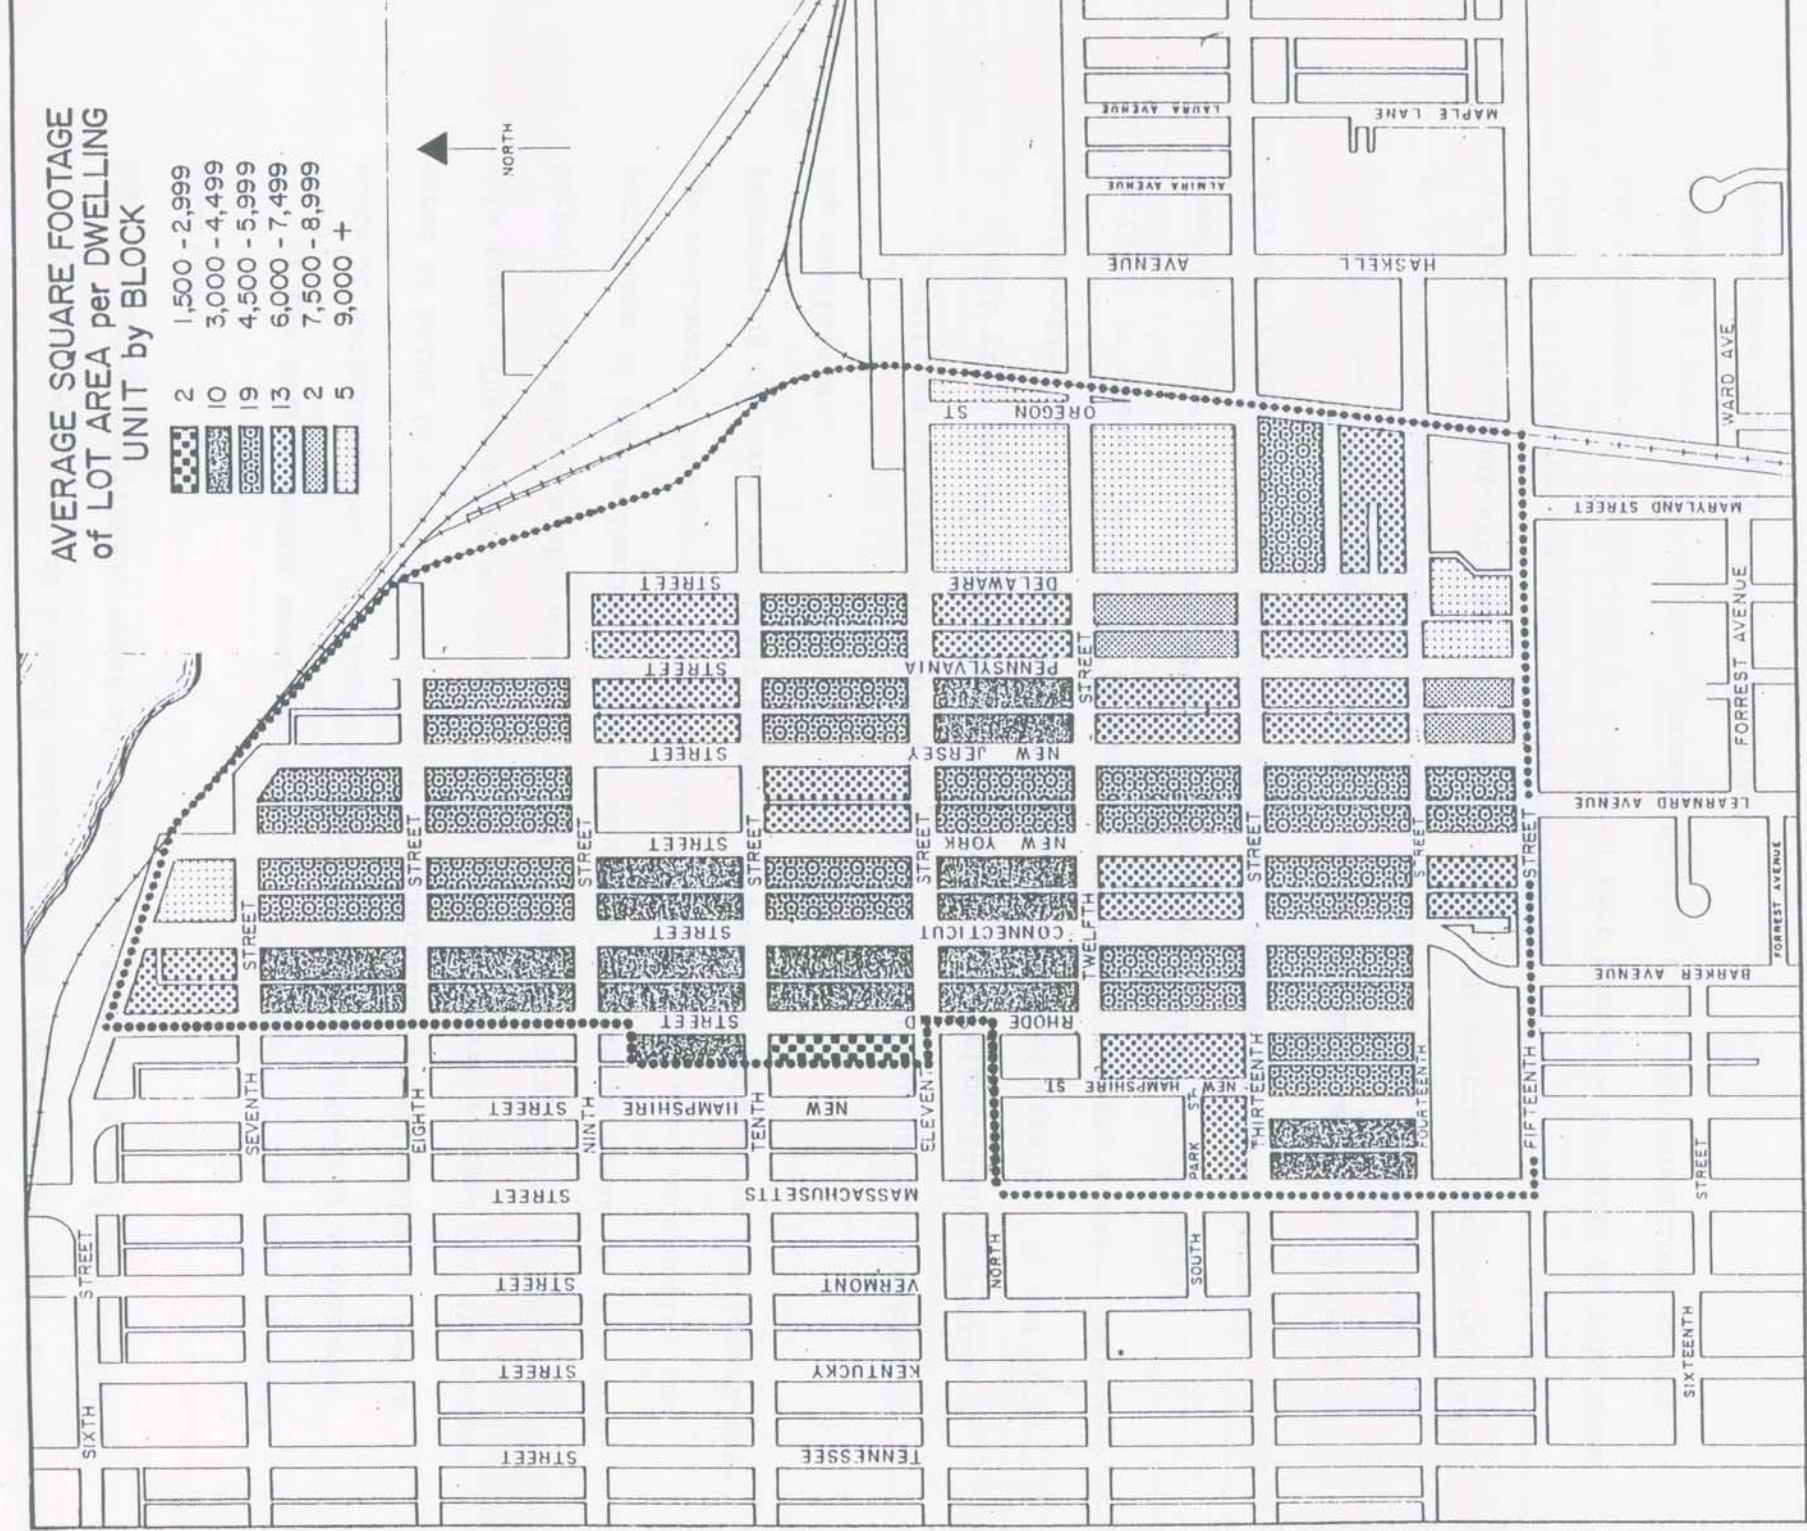 AVERAGE SQUARE FOOTAGE
of LOT AREA per DWELLING
UNIT by BLOCK
2 1,500 - 2,999
10 3,000 - 4,499
19 4,500 - 5,999
13 6,000 - 7,499
2 7,500 - 8,999
5 9,000 +
NORTH
LAURA AVENUE
ALMIRA AVENUE
MAPLE LANE
HASKELL AVENUE
WARD AVE.
OREGON ST
MARYLAND STREET
DELAWARE STREET
PENNSYLVANIA STREET
NEW JERSEY STREET
NEW YORK STREET
CONNECTICUT STREET
RHODE D STREET
NEW HAMPSHIRE STREET
NEW HAMPSHIRE ST.
MASSACHUSETTS STREET
VERMONT STREET
KENTUCKY STREET
TENNESSEE STREET
FORREST AVENUE
LEARNARD AVENUE
FORREST AVENUE
BARKER AVENUE
SIXTH STREET
SEVENTH STREET
EIGHTH STREET
NINTH STREET
TENTH STREET
ELEVENT STREET
TWELFTH STREET
THIRTEENTH STREET
FOURTEENTH STREET
FIFTEENTH STREET
SIXTEENTH STREET
NORTH
PARK ST.
SOUTH